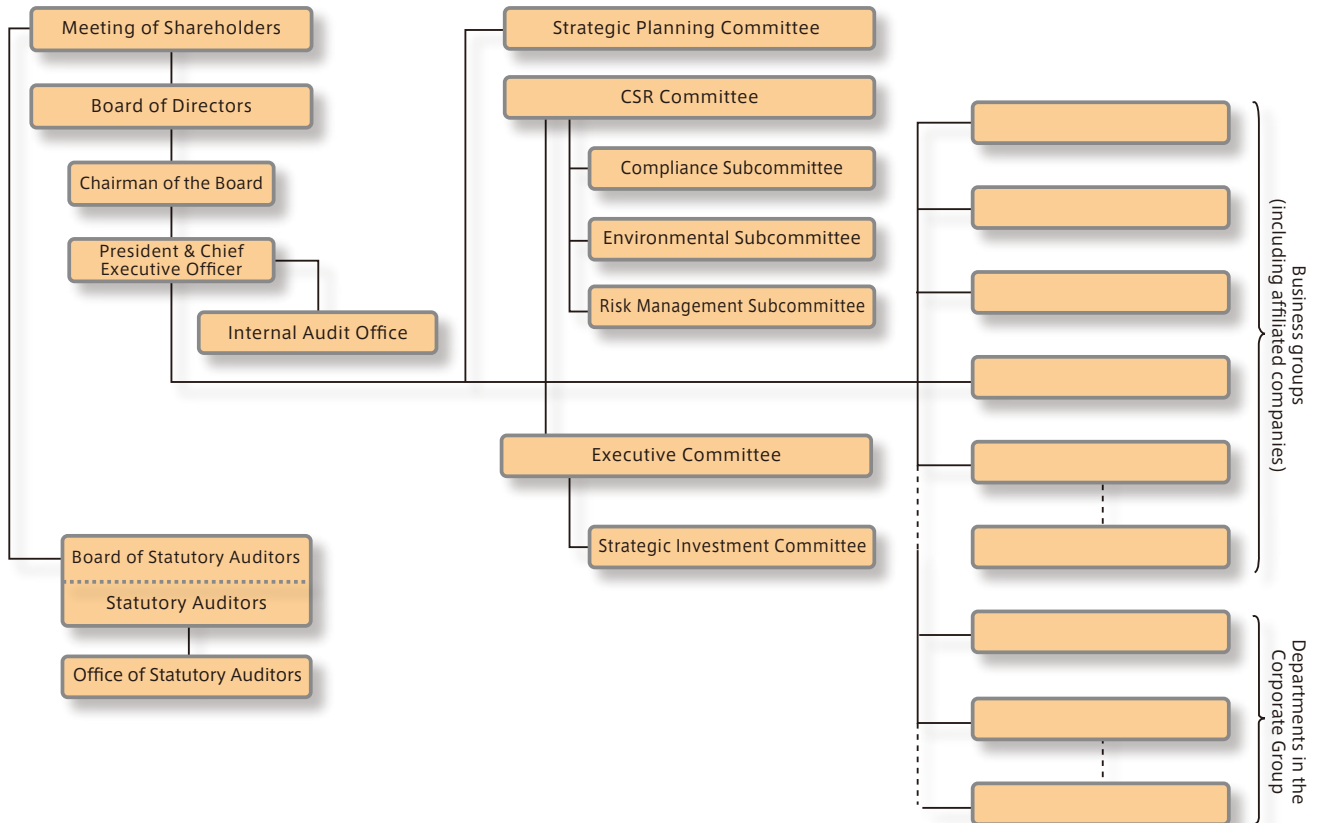 Meeting of Shareholders
Board of Directors
Chairman of the Board
President & Chief
Executive Officer
Internal Audit Office
Board of Statutory Auditors
Statutory Auditors
Office of Statutory Auditors
Strategic Planning Committee
CSR Committee
Compliance Subcommittee
Environmental Subcommittee
Risk Management Subcommittee
Executive Committee
Strategic Investment Committee
Business groups
(including affiliated companies)
Departments in the
Corporate Group